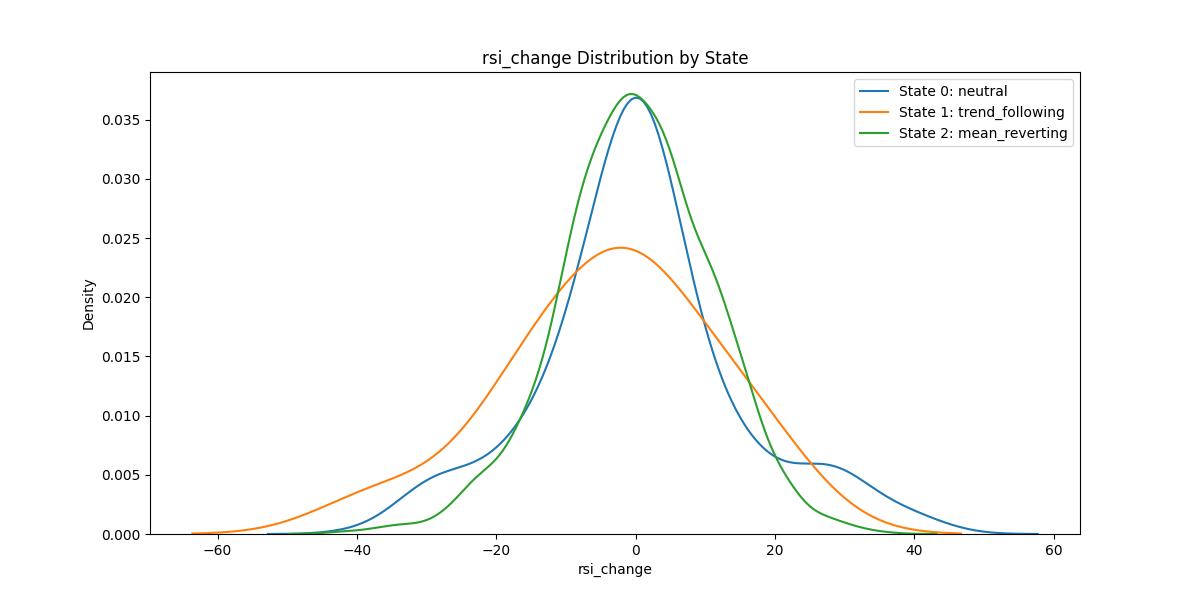 rsi_change Distribution by State
State 0: neutral
State 1: trend_following
State 2: mean_reverting
Density
0.035
0.030
0.025
0.020
0.015
0.010
0.005
0.000
−60 −40 −20 0 20 40 60
rsi_change